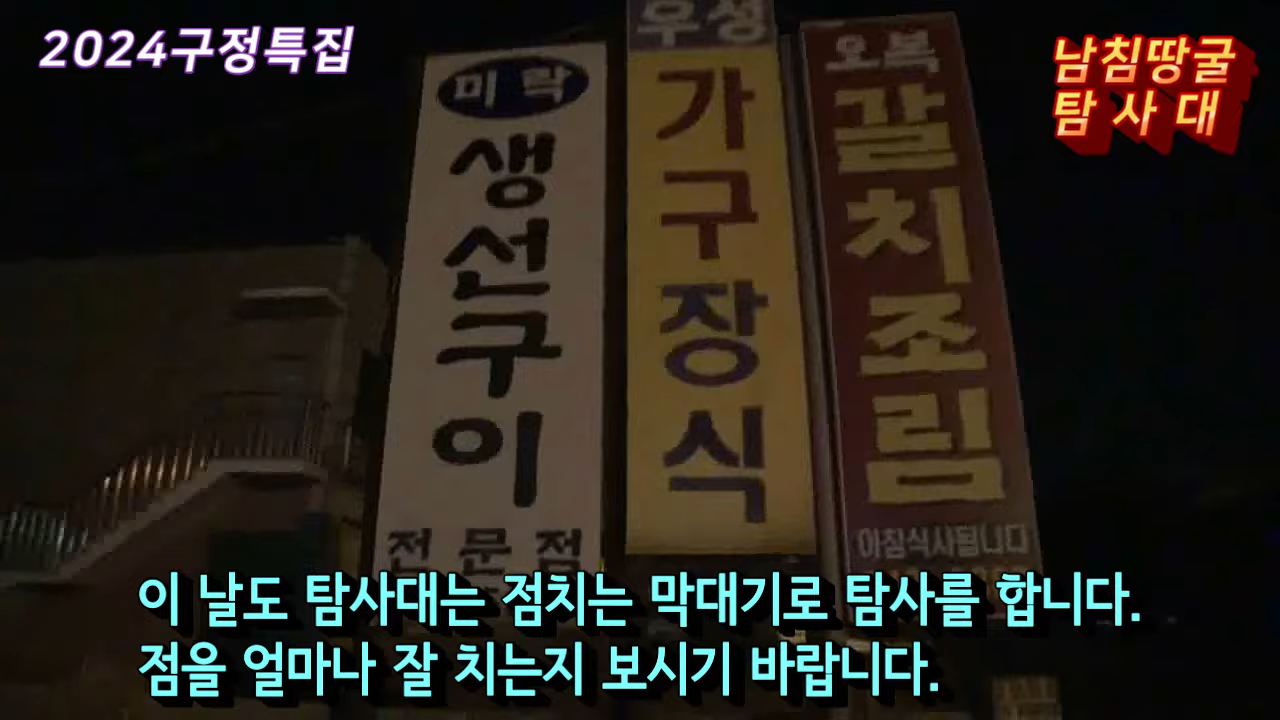 2024구정특집
남침땅굴
탐사대
미락
생선구이
전문점
우성
가구장식
오복
갈치조림
아침식사됩니다
이 날도 탐사대는 점치는 막대기로 탐사를 합니다.
점을 얼마나 잘 치는지 보시기 바랍니다.